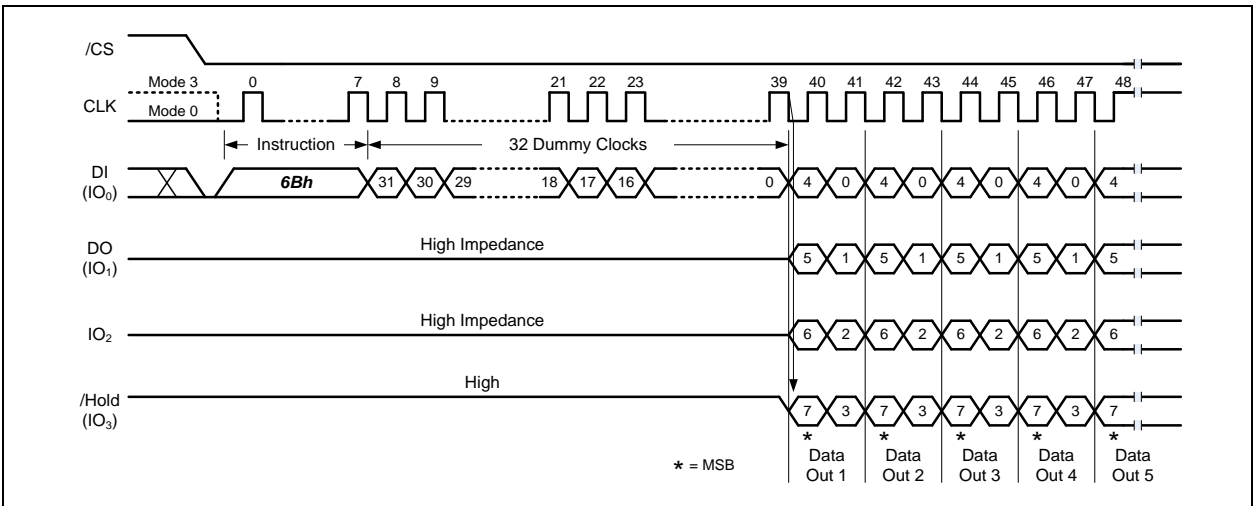 /CS
Mode 3 0 7 8 9 21 22 23 39 40 41 42 43 44 45 46 47 48
CLK
Mode 0
Instruction 32 Dummy Clocks
DI
(IO₀)
6Bh 31 30 29 18 17 16 0 4 0 4 0 4 0 4 0 4
High Impedance
DO
(IO₁)
5 1 5 1 5 1 5 1 5
High Impedance
IO₂
6 2 6 2 6 2 6 2 6
High
/Hold
(IO₃)
7 3 7 3 7 3 7 3 7
* * * * *
* = MSB
Data Data Data Data Data
Out 1 Out 2 Out 3 Out 4 Out 5